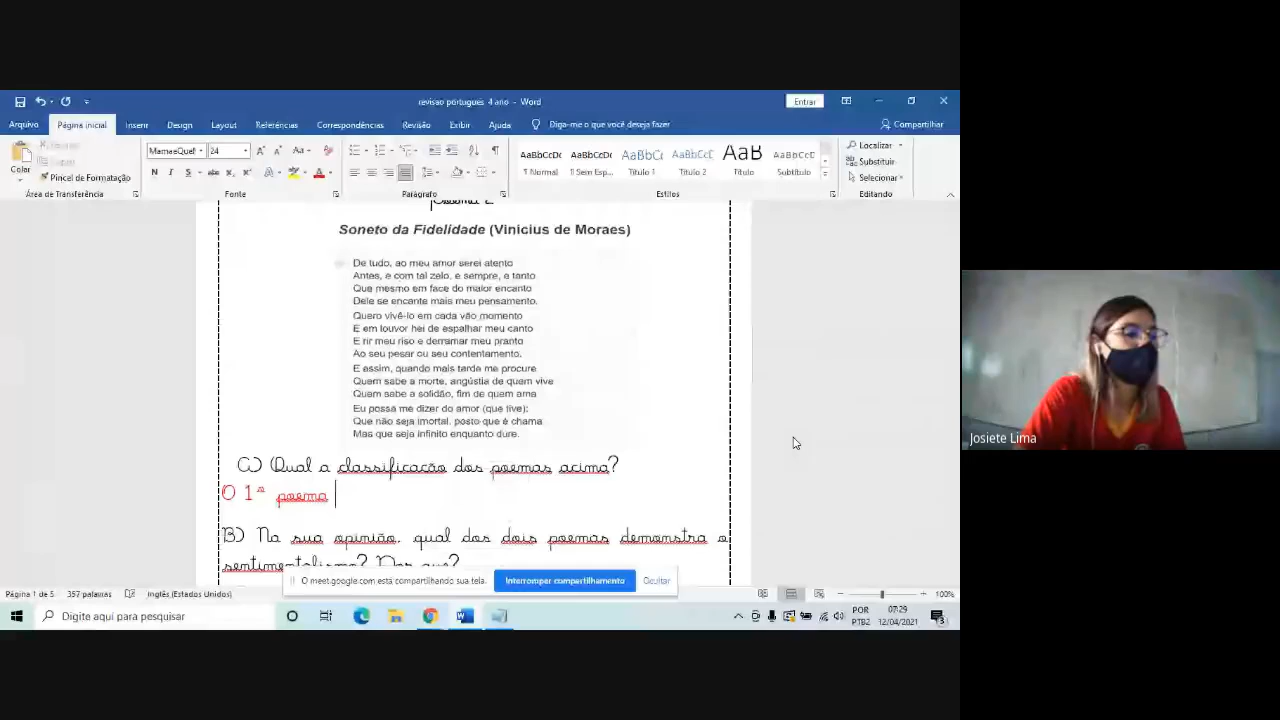 revisao português 4 ano - Word
Entrar
Arquivo Página inicial Inserir Design Layout Referências Correspondências Revisão Exibir Ajuda Diga-me o que você deseja fazer Compartilhar
Colar
Pincel de Formatação
24
Aa
N I S abc x x
AaBbCcDc AaBbCcDc AaBbCc AaBbCcC AaB AaBbCcC
¶ Normal ¶ Sem Esp... Título 1 Título 2 Título Subtítulo
Localizar
Substituir
Selecionar
Área de Transferência Fonte Parágrafo Estilos Editando
poema 2
Soneto da Fidelidade (Vinicius de Moraes)
De tudo, ao meu amor serei atento
Antes, e com tal zelo, e sempre, e tanto
Que mesmo em face do maior encanto
Dele se encante mais meu pensamento.
Quero vivê-lo em cada vão momento
E em louvor hei de espalhar meu canto
E rir meu riso e derramar meu pranto
Ao seu pesar ou seu contentamento.
E assim, quando mais tarde me procure
Quem sabe a morte, angústia de quem vive
Quem sabe a solidão, fim de quem ama
Eu possa me dizer do amor (que tive):
Que não seja imortal, posto que é chama
Mas que seja infinito enquanto dure.
C) Qual a classificação dos poemas acima?
O 1º poema
B) Na sua opinião, qual dos dois poemas demonstra o
sentimentalismo? Por que?
O meet.google.com está compartilhando sua tela. Interromper compartilhamento Ocultar
Página 1 de 5 357 palavras Inglês (Estados Unidos) 100%
Digite aqui para pesquisar
POR 07:29
PTB2 12/04/2021
3
Josiete Lima